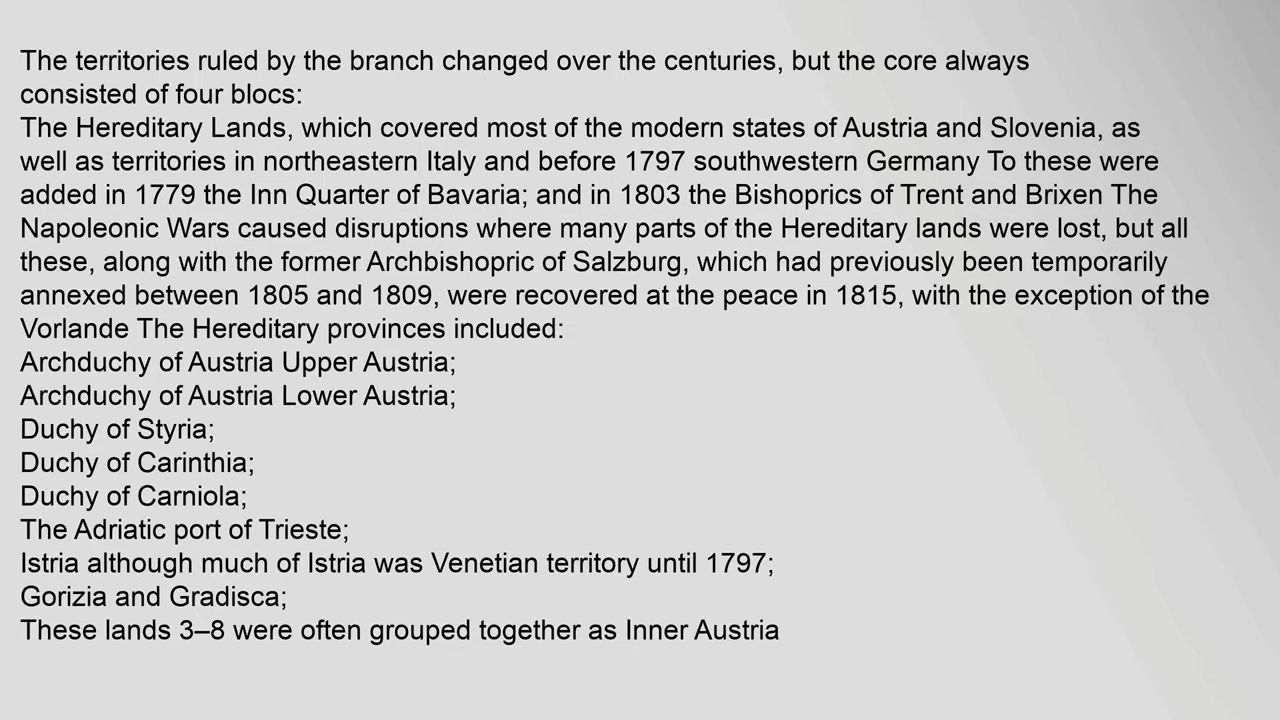 The territories ruled by the branch changed over the centuries, but the core always
consisted of four blocs:
The Hereditary Lands, which covered most of the modern states of Austria and Slovenia, as
well as territories in northeastern Italy and before 1797 southwestern Germany To these were
added in 1779 the Inn Quarter of Bavaria; and in 1803 the Bishoprics of Trent and Brixen The
Napoleonic Wars caused disruptions where many parts of the Hereditary lands were lost, but all
these, along with the former Archbishopric of Salzburg, which had previously been temporarily
annexed between 1805 and 1809, were recovered at the peace in 1815, with the exception of the
Vorlande The Hereditary provinces included:
Archduchy of Austria Upper Austria;
Archduchy of Austria Lower Austria;
Duchy of Styria;
Duchy of Carinthia;
Duchy of Carniola;
The Adriatic port of Trieste;
Istria although much of Istria was Venetian territory until 1797;
Gorizia and Gradisca;
These lands 3–8 were often grouped together as Inner Austria